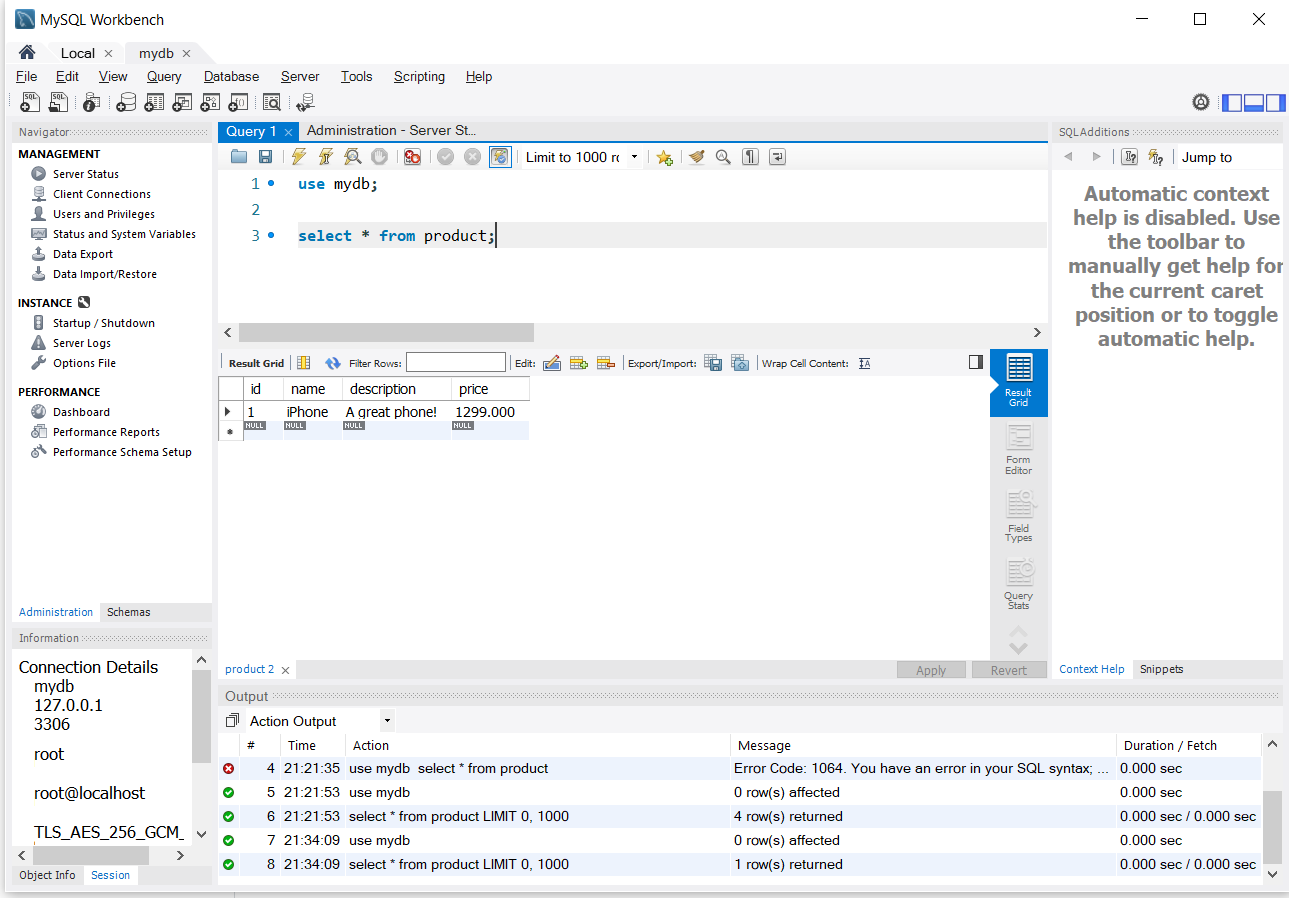 MySQL Workbench
Local
mydb
File Edit View Query Database Server Tools Scripting Help
Navigator
MANAGEMENT
Server Status
Client Connections
Users and Privileges
Status and System Variables
Data Export
Data Import/Restore
INSTANCE
Startup / Shutdown
Server Logs
Options File
PERFORMANCE
Dashboard
Performance Reports
Performance Schema Setup
Administration Schemas
Information
Connection Details
mydb
127.0.0.1
3306
root
root@localhost
TLS_AES_256_GCM_
Object Info Session
Query 1 Administration - Server St...
Limit to 1000 r
1 use mydb;
2
3 select * from product;
Result Grid Filter Rows: Edit: Export/Import: Wrap Cell Content:
id name description price
1 iPhone A great phone! 1299.000
NULL NULL NULL NULL
Result Grid
Form Editor
Field Types
Query Stats
product 2 Apply Revert
SQLAdditions
Jump to
Automatic context
help is disabled. Use
the toolbar to
manually get help for
the current caret
position or to toggle
automatic help.
Context Help Snippets
Output
Action Output
# Time Action Message Duration / Fetch
4 21:21:35 use mydb select * from product Error Code: 1064. You have an error in your SQL syntax; ... 0.000 sec
5 21:21:53 use mydb 0 row(s) affected 0.000 sec
6 21:21:53 select * from product LIMIT 0, 1000 4 row(s) returned 0.000 sec / 0.000 sec
7 21:34:09 use mydb 0 row(s) affected 0.000 sec
8 21:34:09 select * from product LIMIT 0, 1000 1 row(s) returned 0.000 sec / 0.000 sec